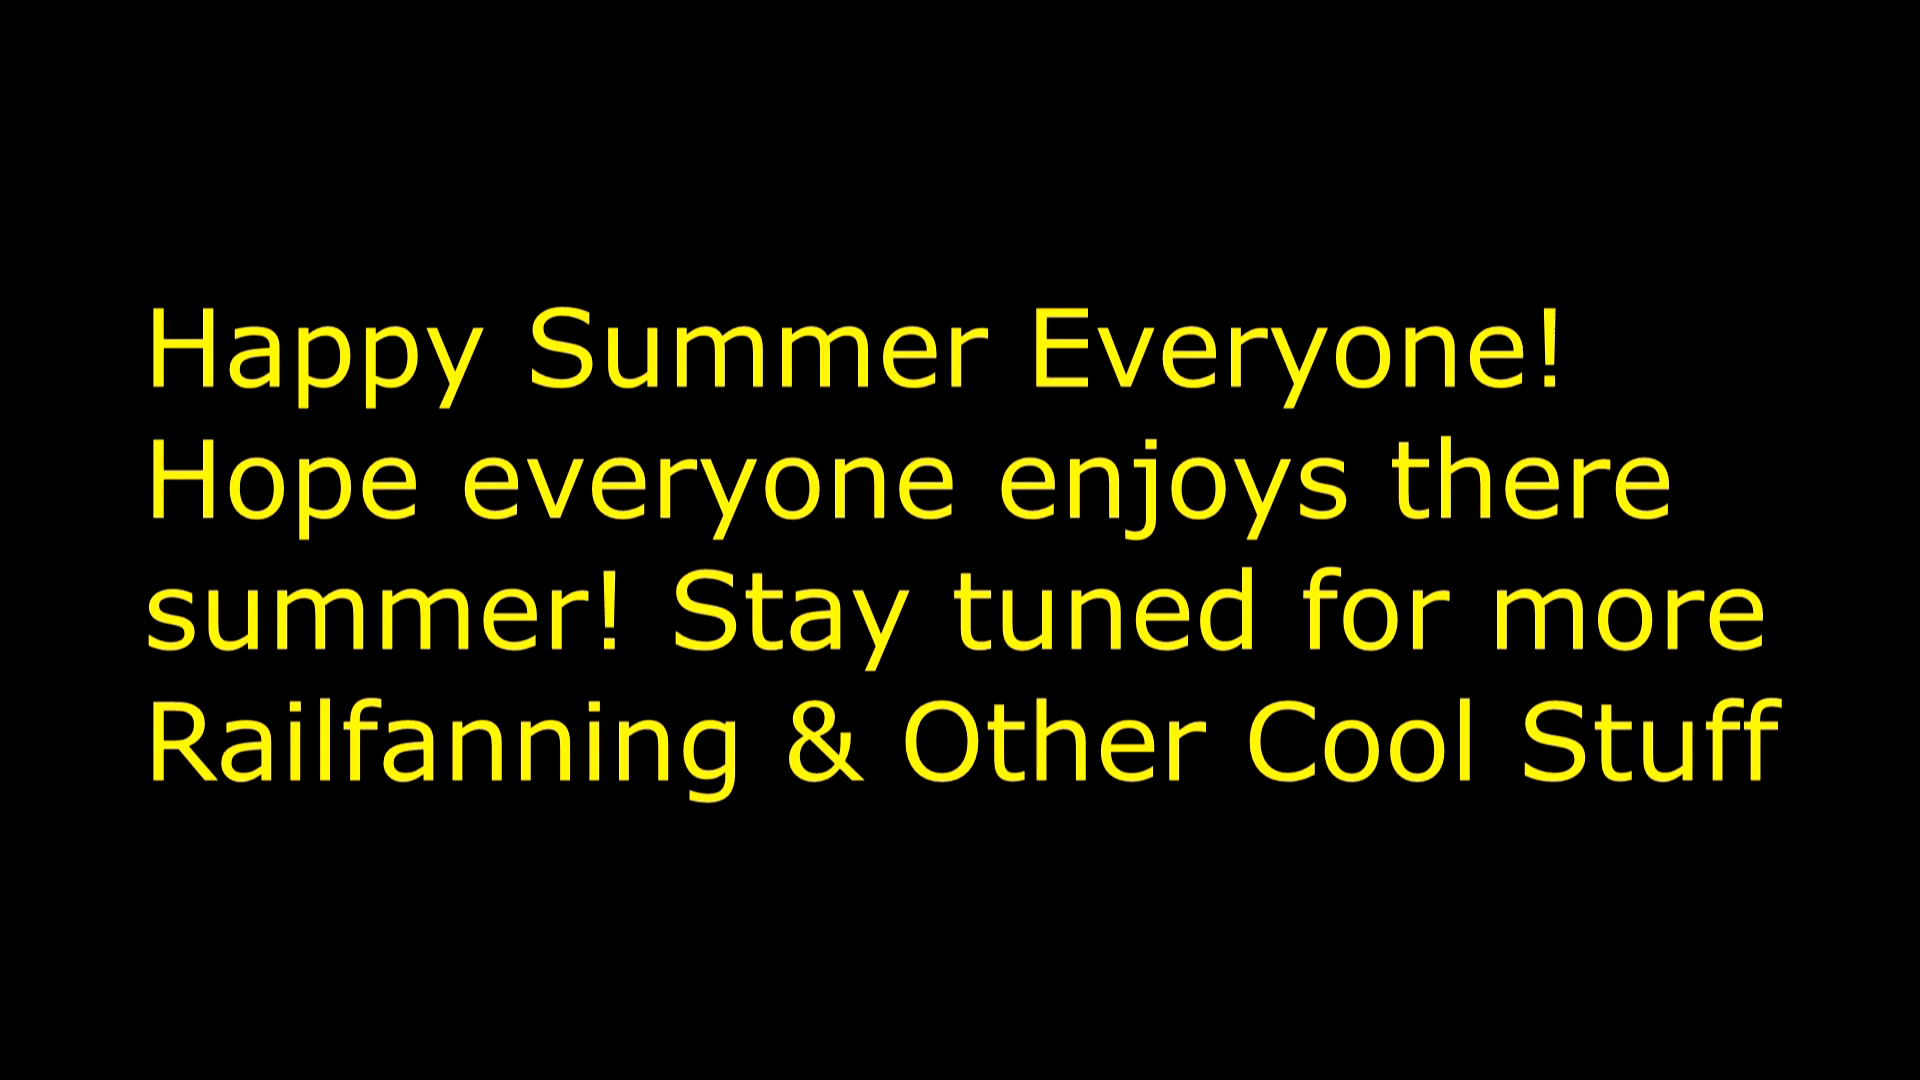 Happy Summer Everyone!
Hope everyone enjoys there
summer! Stay tuned for more
Railfanning & Other Cool Stuff